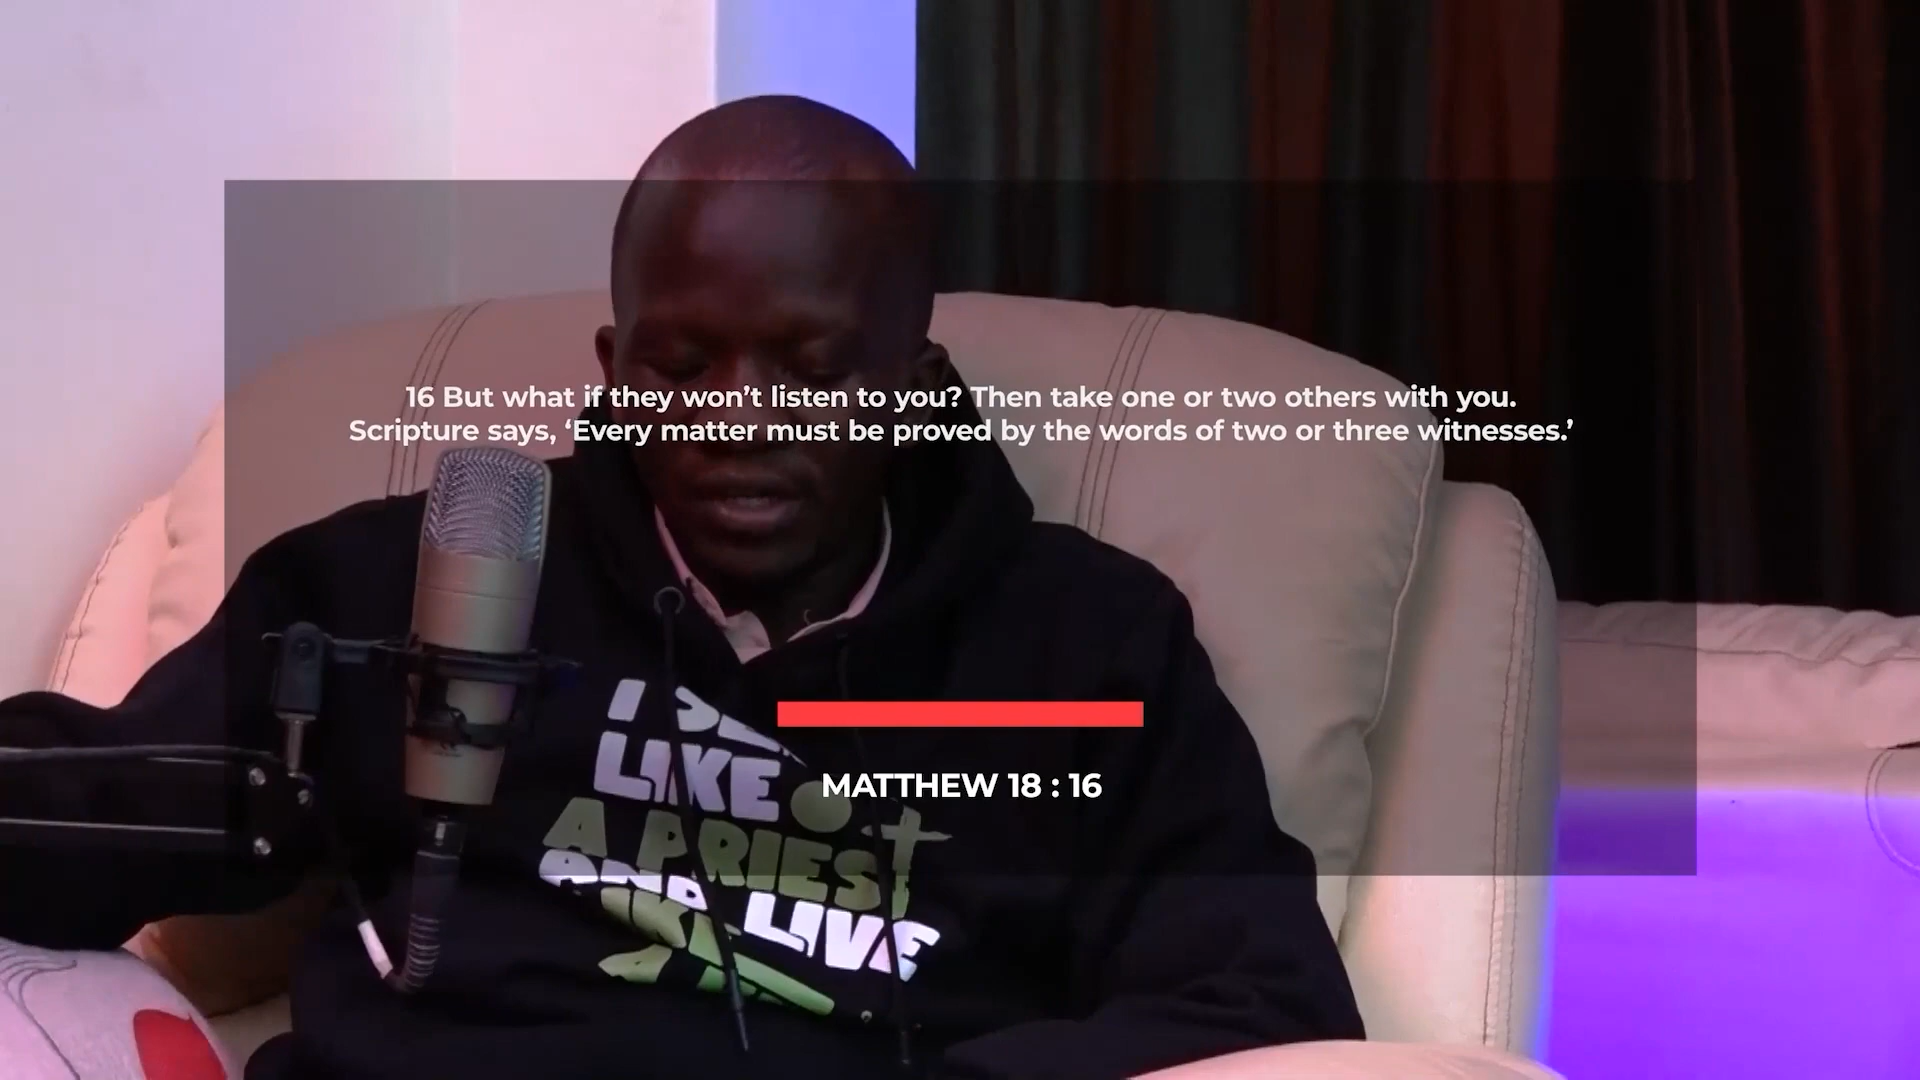 16 But what if they won’t listen to you? Then take one or two others with you.
Scripture says, ‘Every matter must be proved by the words of two or three witnesses.’
MATTHEW 18 : 16
I
LIKE
A PRIEST
AND LIVE